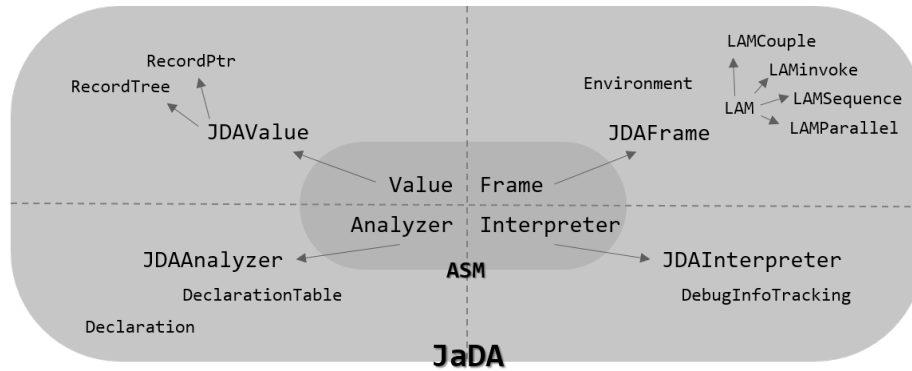 LAMCouple
RecordPtr
LAMinvoke
RecordTree
Environment
LAMSequence
LAM
LAMParallel
JDAValue
JDAFrame
Value
Frame
Analyzer
Interpreter
JDAAnalyzer
ASM
JDAInterpreter
DeclarationTable
DebugInfoTracking
Declaration
JaDA